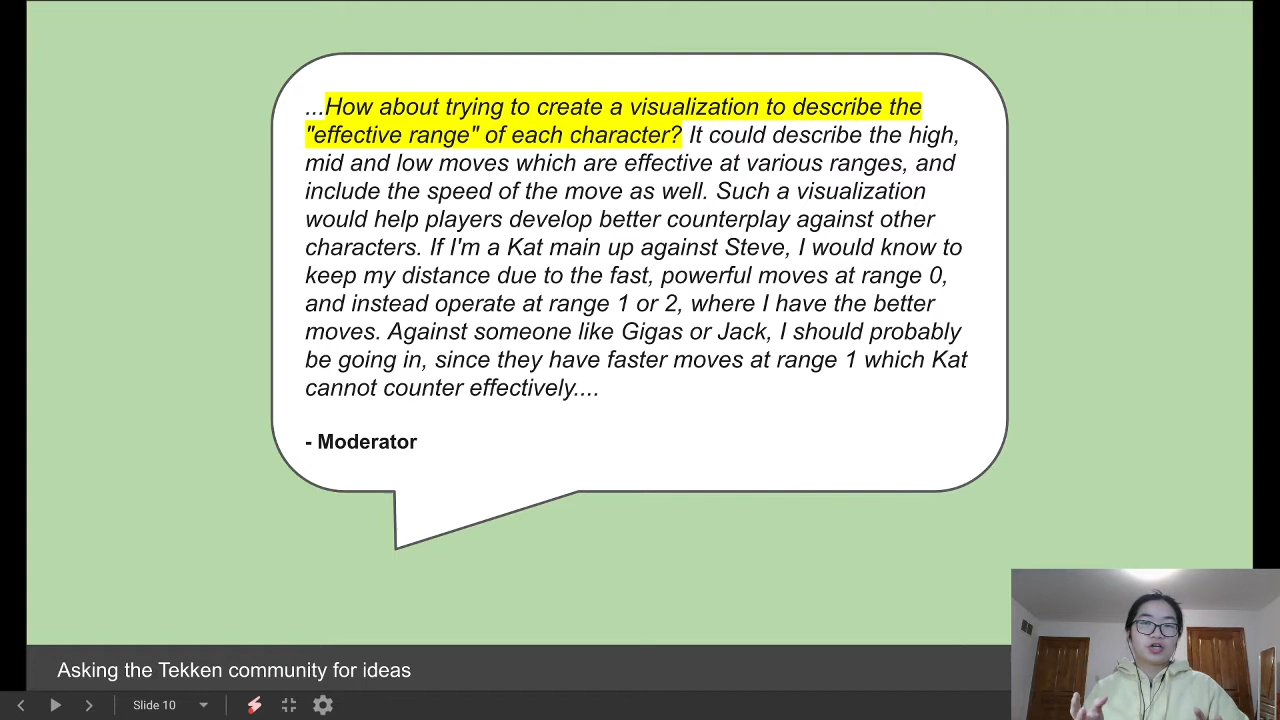 ...How about trying to create a visualization to describe the
"effective range" of each character? It could describe the high,
mid and low moves which are effective at various ranges, and
include the speed of the move as well. Such a visualization
would help players develop better counterplay against other
characters. If I'm a Kat main up against Steve, I would know to
keep my distance due to the fast, powerful moves at range 0,
and instead operate at range 1 or 2, where I have the better
moves. Against someone like Gigas or Jack, I should probably
be going in, since they have faster moves at range 1 which Kat
cannot counter effectively....
- Moderator
Asking the Tekken community for ideas
Slide 10